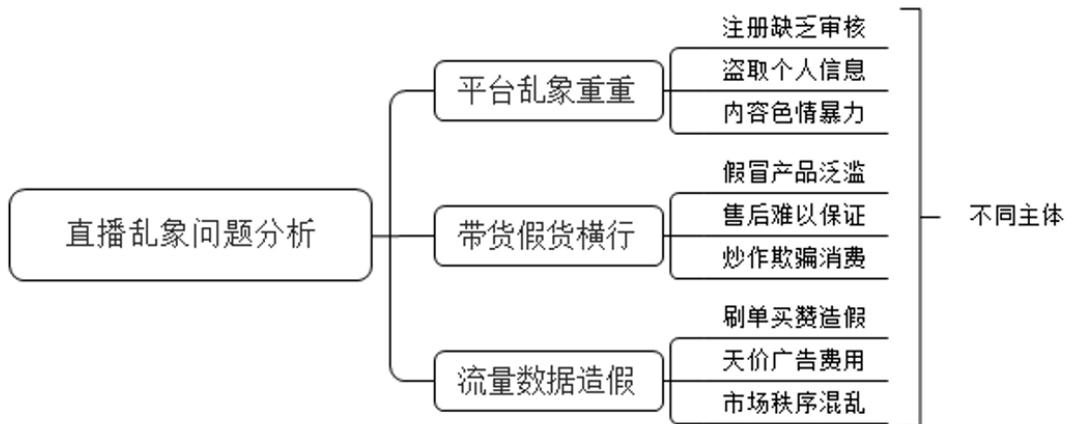 直播乱象问题分析
平台乱象重重
注册缺乏审核
盗取个人信息
内容色情暴力
带货假货横行
假冒产品泛滥
售后难以保证
炒作欺骗消费
流量数据造假
刷单买赞造假
天价广告费用
市场秩序混乱
不同主体